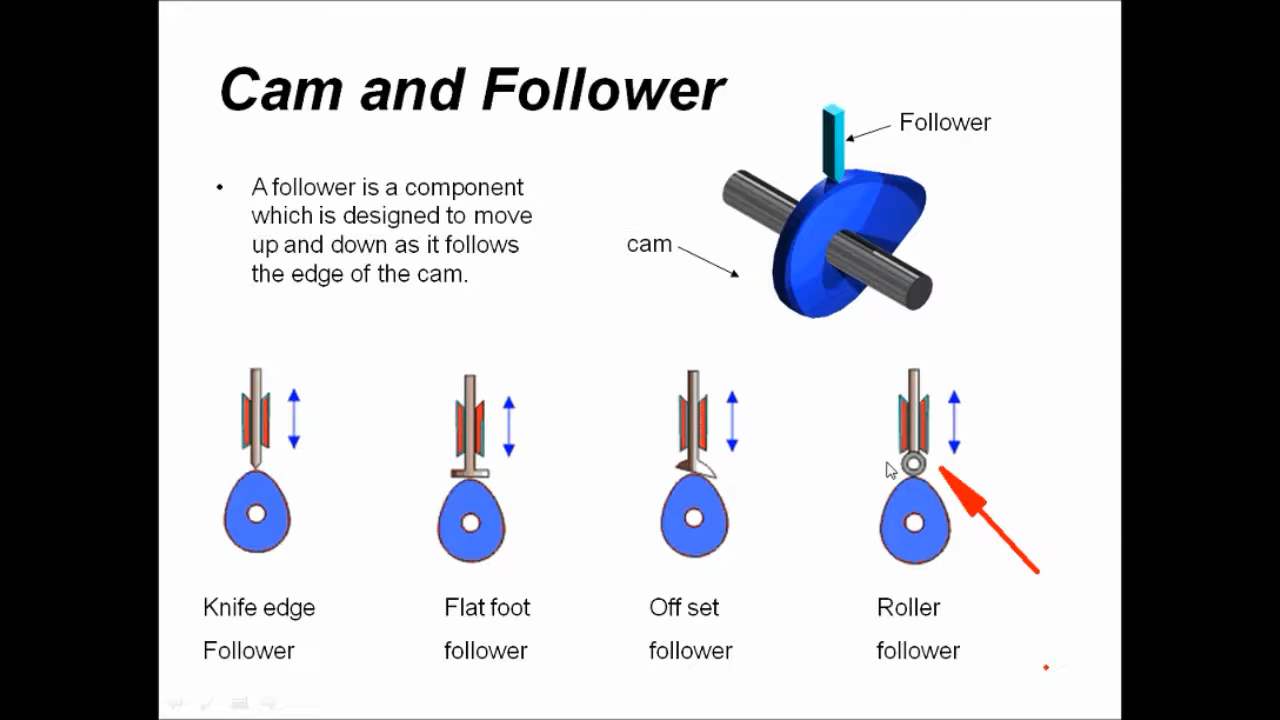 Cam and Follower
Follower
• A follower is a component
which is designed to move
up and down as it follows
the edge of the cam.
cam
Knife edge
Follower
Flat foot
follower
Off set
follower
Roller
follower